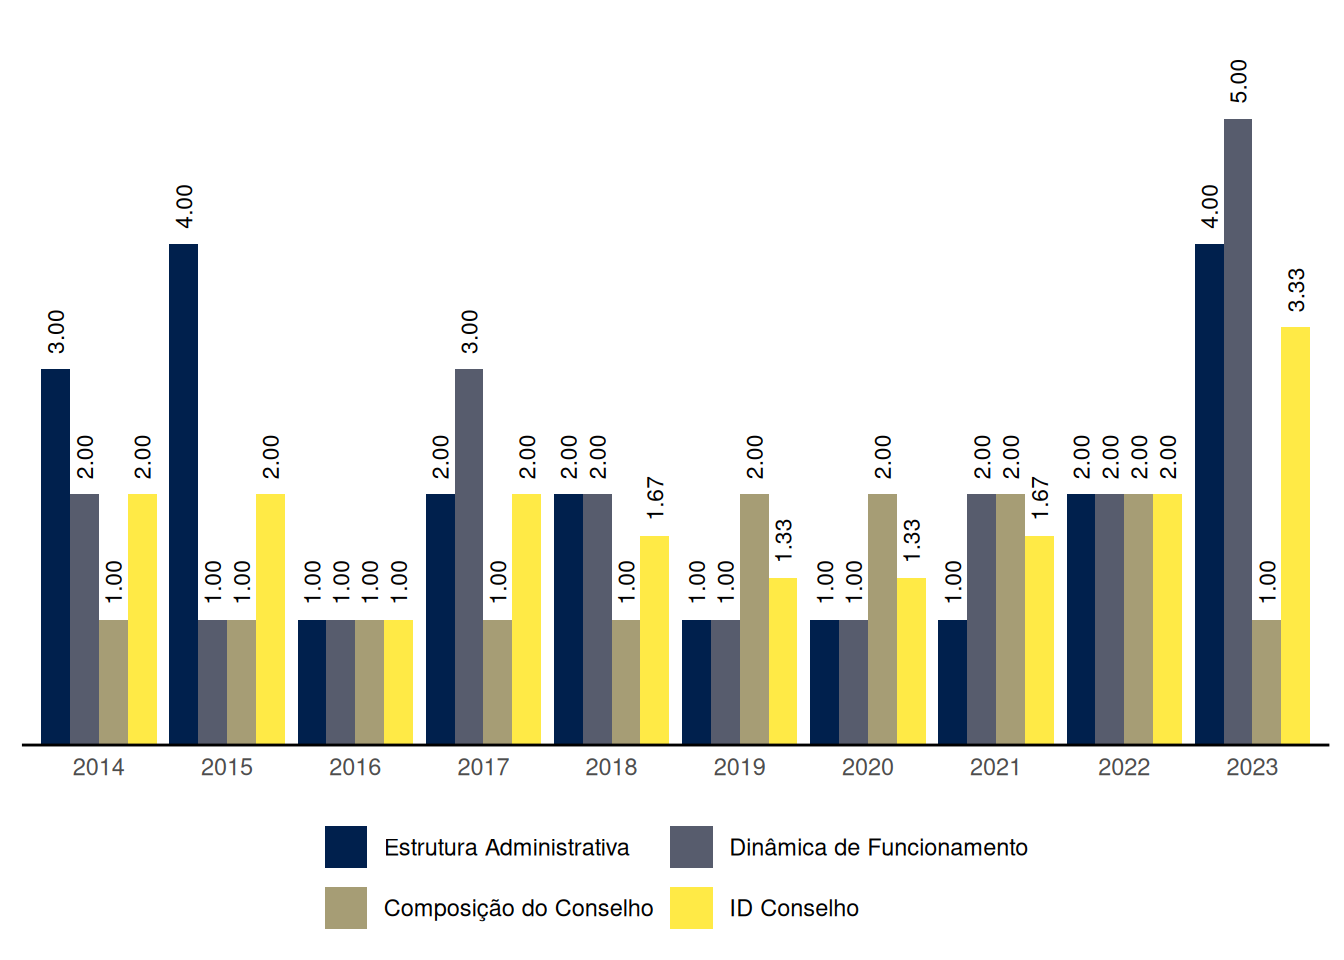 5.00
4.00 4.00
3.33
3.00 3.00
2.00 2.00 2.00 2.00 2.00 2.00 2.00 2.00 2.00 2.00 2.00 2.00 2.00 2.00 2.00
1.67 1.67
1.33 1.33
1.00 1.00 1.00 1.00 1.00 1.00 1.00 1.00 1.00 1.00 1.00 1.00 1.00 1.00 1.00
2014 2015 2016 2017 2018 2019 2020 2021 2022 2023
Estrutura Administrativa Dinâmica de Funcionamento
Composição do Conselho ID Conselho